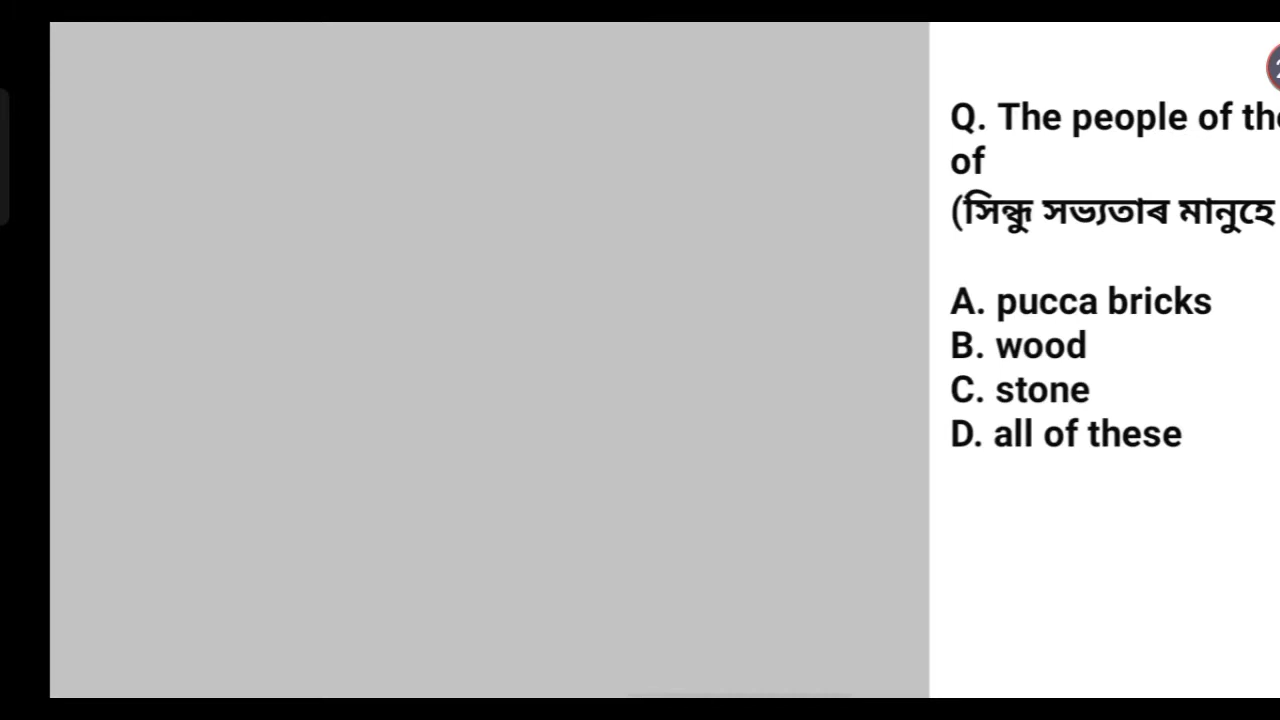 Q. The people of the
of
(সিন্ধু সভ্যতাৰ মানুহে
A. pucca bricks
B. wood
C. stone
D. all of these